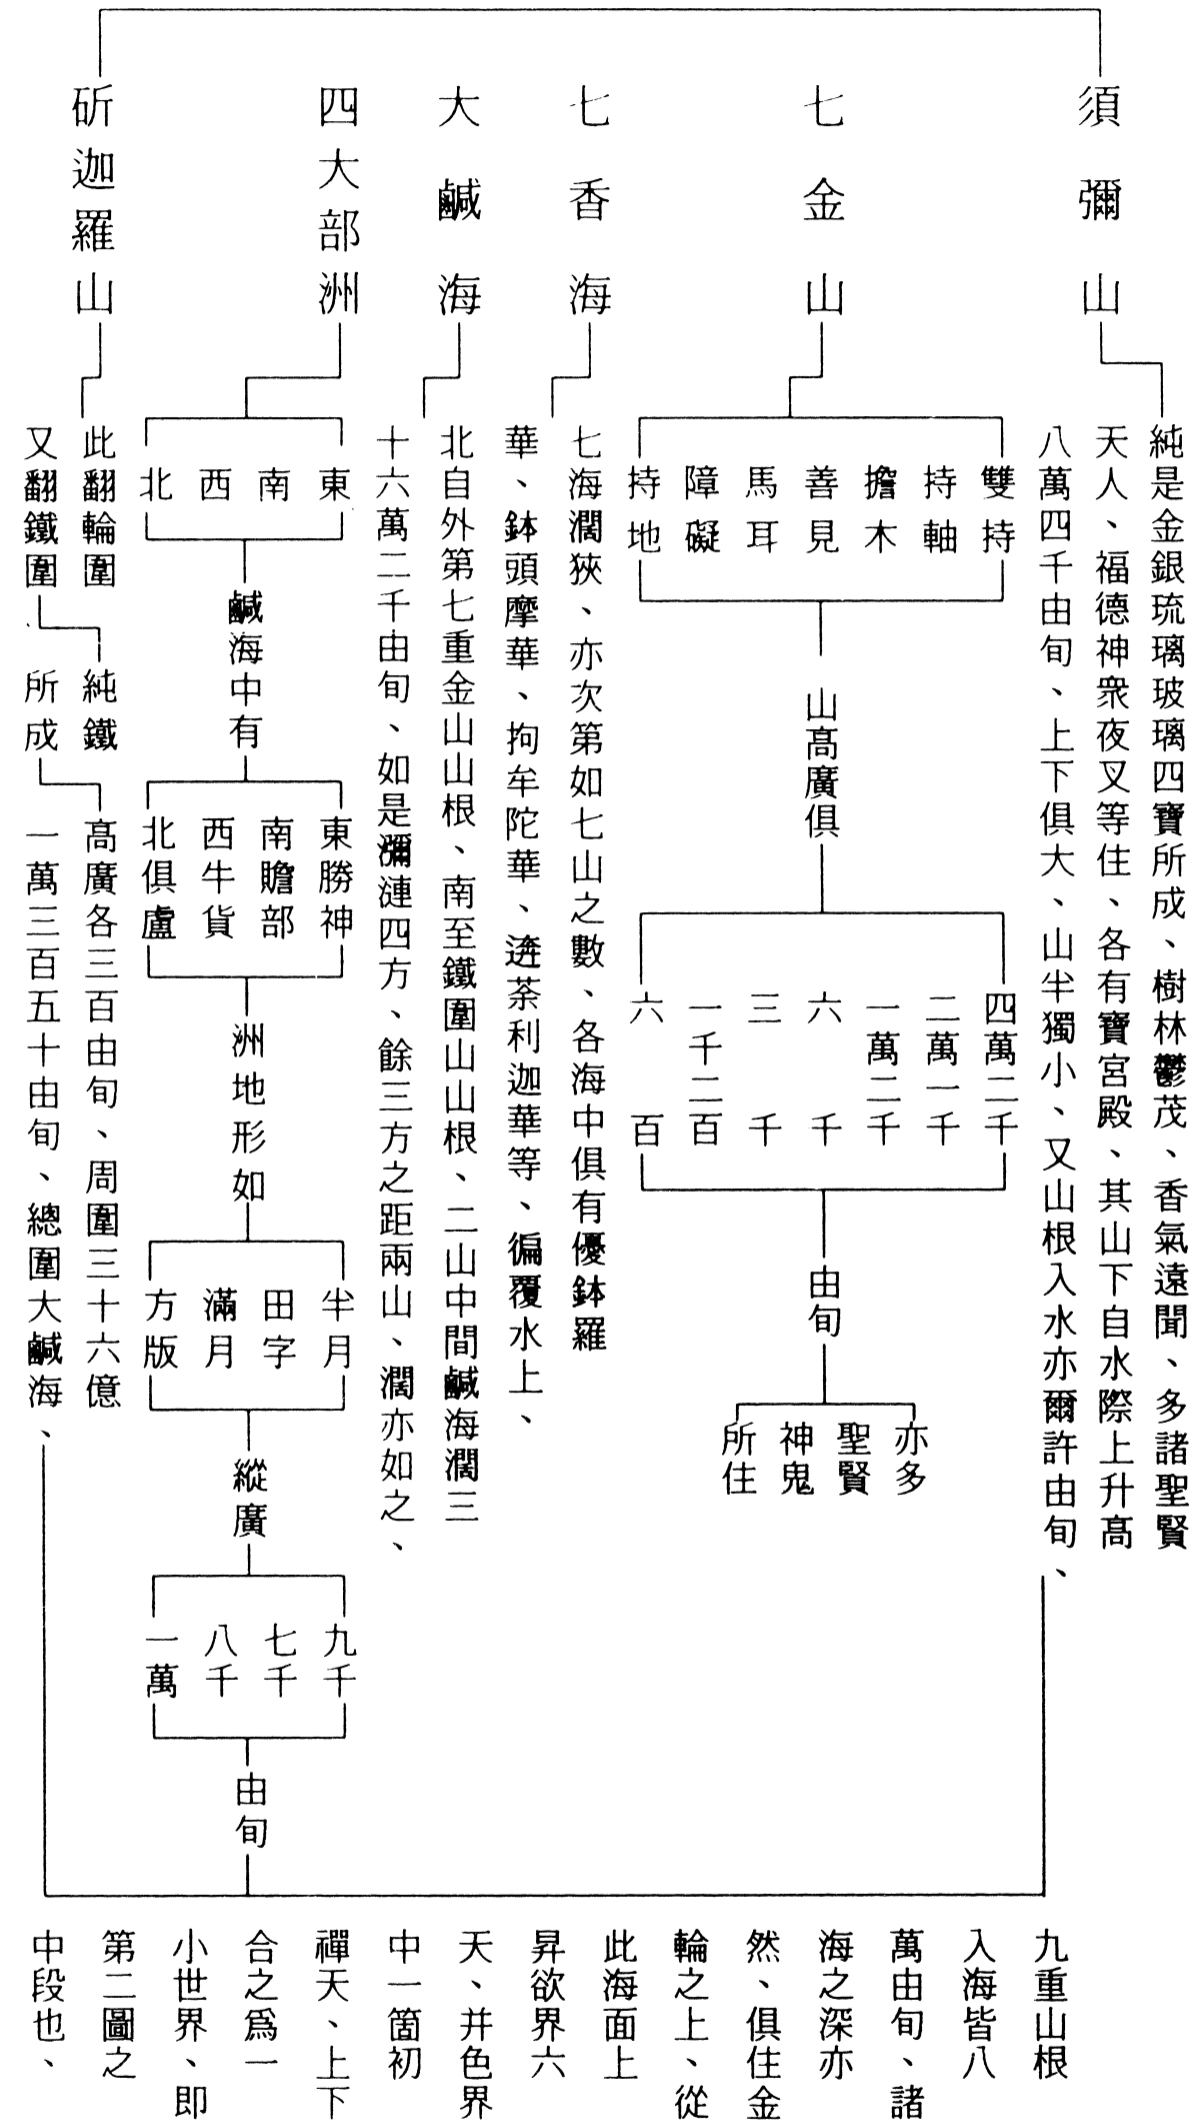 須彌山
純是金銀琉璃玻璃四寶所成、樹林鬱茂、香氣遠聞、多諸聖賢
天人、福德神衆夜叉等住、各有寶宮殿、其山下自水際上升高
八萬四千由旬、上下俱大、山半獨小、又山根入水亦爾許由旬、
七金山
雙持
持軸
擔木
善見
馬耳
障礙
持地
山高廣俱
四萬二千
二萬一千
一萬二千
六千
三千
一千二百
六百
由旬
亦多
聖賢
神鬼
所住
七香海
七海濶狹、亦次第如七山之數、各海中俱有優鉢羅
華、鉢頭摩華、拘牟陀華、迸荼利迦華等、徧覆水上、
大鹹海
北自外第七重金山山根、南至鐵圍山山根、二山中間鹹海濶三
十六萬二千由旬、如是瀰漣四方、餘三方之距兩山、濶亦如之、
四大部洲
東
南
西
北
鹹海中有
東勝神
南贍部
西牛貨
北俱盧
洲地形如
半月
田字
滿月
方版
縱廣
九千
七千
八千
一萬
由旬
斫迦羅山
此翻輪圍
又翻鐵圍
純鐵
所成
高廣各三百由旬、周圍三十六億
一萬三百五十由旬、總圍大鹹海、
九重山根
入海皆八
萬由旬、諸
海之深亦
然、俱住金
輪之上、從
此海面上
昇欲界六
天、并色界
中一箇初
禪天、上下
合之爲一
小世界、即
第二圖之
中段也、